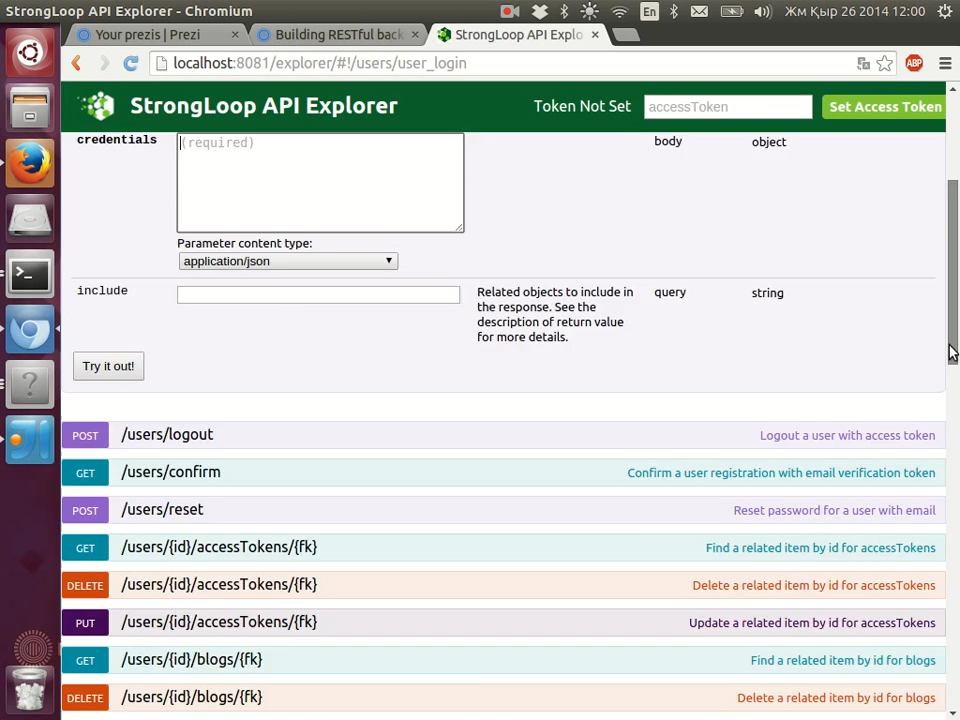 StrongLoop API Explorer - Chromium
En
Жм Қыр 26 2014 12:00
Your prezis | Prezi
Building RESTful back
StrongLoop API Explo
localhost:8081/explorer/#!/users/user_login
ABP
StrongLoop API Explorer
Token Not Set
accessToken
Set Access Token
credentials
(required)
body
object
Parameter content type:
application/json
include
Related objects to include in
the response. See the
description of return value
for more details.
query
string
Try it out!
POST /users/logout Logout a user with access token
GET /users/confirm Confirm a user registration with email verification token
POST /users/reset Reset password for a user with email
GET /users/{id}/accessTokens/{fk} Find a related item by id for accessTokens
DELETE /users/{id}/accessTokens/{fk} Delete a related item by id for accessTokens
PUT /users/{id}/accessTokens/{fk} Update a related item by id for accessTokens
GET /users/{id}/blogs/{fk} Find a related item by id for blogs
DELETE /users/{id}/blogs/{fk} Delete a related item by id for blogs